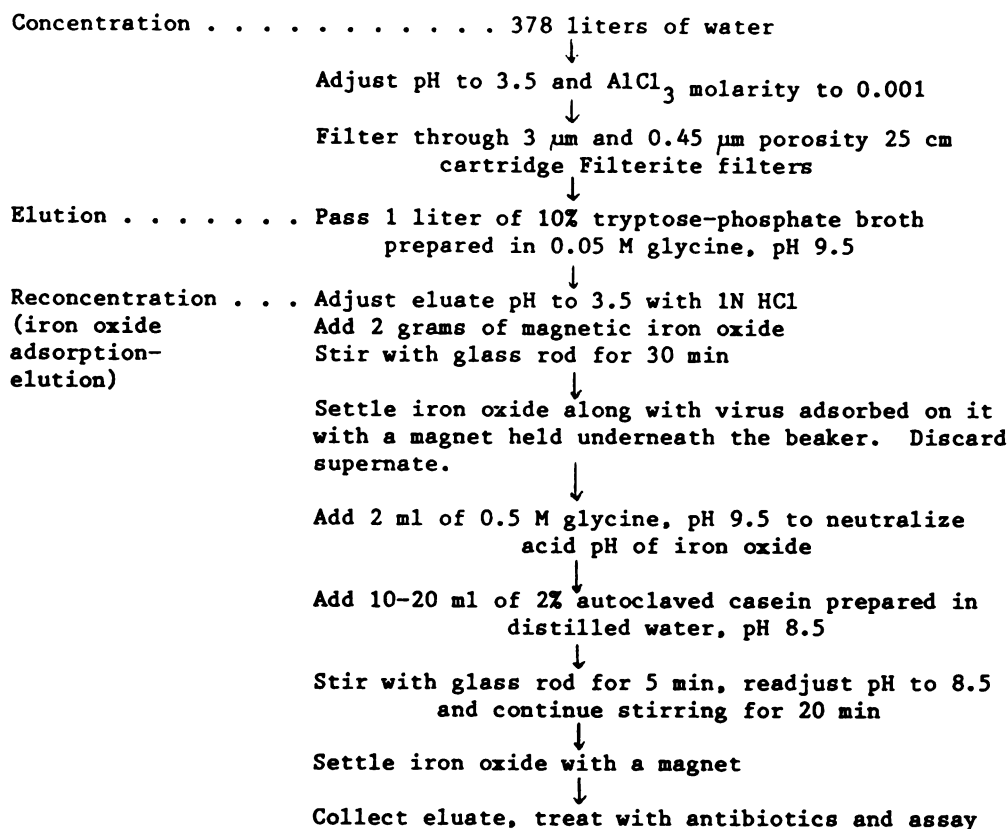 Concentration . . . . . . . . . . . 378 liters of water
↓
Adjust pH to 3.5 and AlCl3 molarity to 0.001
↓
Filter through 3 µm and 0.45 µm porosity 25 cm
cartridge Filterite filters
↓
Elution . . . . . . . Pass 1 liter of 10% tryptose-phosphate broth
prepared in 0.05 M glycine, pH 9.5
↓
Reconcentration . . . Adjust eluate pH to 3.5 with 1N HCl
(iron oxide Add 2 grams of magnetic iron oxide
adsorption- Stir with glass rod for 30 min
elution)
↓
Settle iron oxide along with virus adsorbed on it
with a magnet held underneath the beaker. Discard
supernate.
↓
Add 2 ml of 0.5 M glycine, pH 9.5 to neutralize
acid pH of iron oxide
↓
Add 10-20 ml of 2% autoclaved casein prepared in
distilled water, pH 8.5
↓
Stir with glass rod for 5 min, readjust pH to 8.5
and continue stirring for 20 min
↓
Settle iron oxide with a magnet
↓
Collect eluate, treat with antibiotics and assay